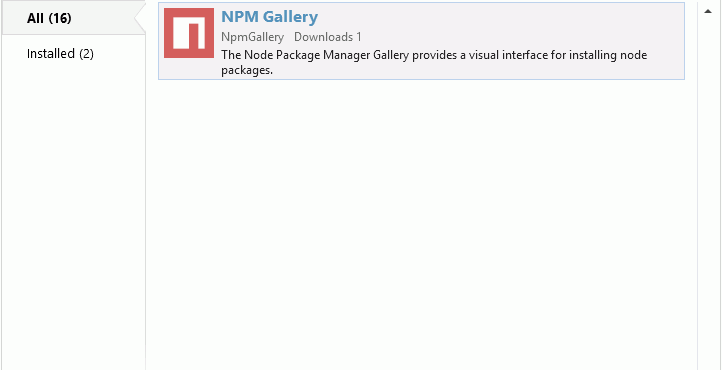 All (16)
Installed (2)
NPM Gallery
NpmGallery Downloads 1
The Node Package Manager Gallery provides a visual interface for installing node
packages.